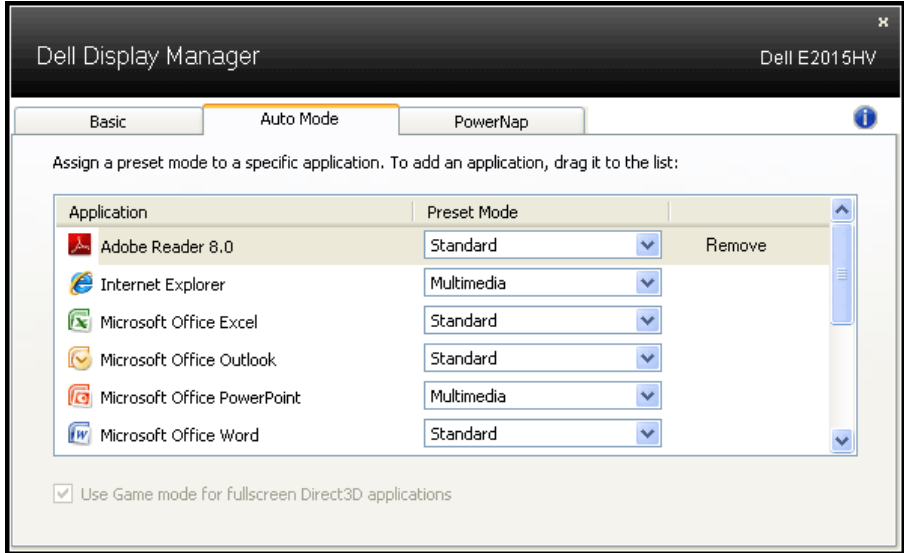 Dell Display Manager
Dell E2015HV
Basic
Auto Mode
PowerNap
Assign a preset mode to a specific application. To add an application, drag it to the list:
Application Preset Mode
Adobe Reader 8.0 Standard Remove
Internet Explorer Multimedia
Microsoft Office Excel Standard
Microsoft Office Outlook Standard
Microsoft Office PowerPoint Multimedia
Microsoft Office Word Standard
Use Game mode for fullscreen Direct3D applications